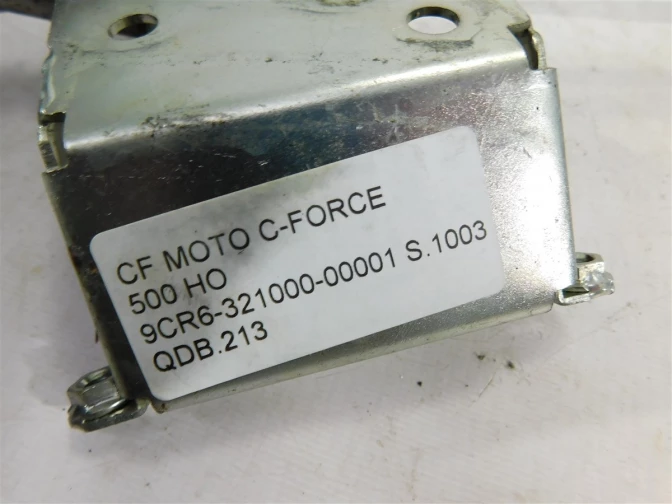 CF MOTO C-FORCE
500 HO
9CR6-321000-00001 S.1003
QDB.213